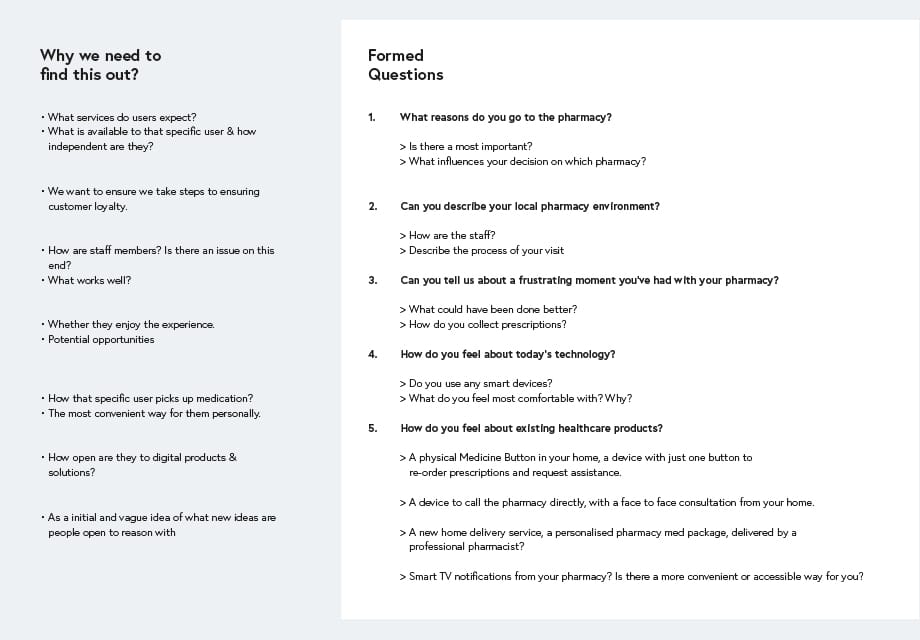 Why we need to
find this out?
• What services do users expect?
• What is available to that specific user & how
independent are they?
• We want to ensure we take steps to ensuring
customer loyalty.
• How are staff members? Is there an issue on this
end?
• What works well?
• Whether they enjoy the experience.
• Potential opportunities
• How that specific user picks up medication?
• The most convenient way for them personally.
• How open are they to digital products &
solutions?
• As a initial and vague idea of what new ideas are
people open to reason with
Formed
Questions
1. What reasons do you go to the pharmacy?
> Is there a most important?
> What influences your decision on which pharmacy?
2. Can you describe your local pharmacy environment?
> How are the staff?
> Describe the process of your visit
3. Can you tell us about a frustrating moment you've had with your pharmacy?
> What could have been done better?
> How do you collect prescriptions?
4. How do you feel about today's technology?
> Do you use any smart devices?
> What do you feel most comfortable with? Why?
5. How do you feel about existing healthcare products?
> A physical Medicine Button in your home, a device with just one button to
re-order prescriptions and request assistance.
> A device to call the pharmacy directly, with a face to face consultation from your home.
> A new home delivery service, a personalised pharmacy med package, delivered by a
professional pharmacist?
> Smart TV notifications from your pharmacy? Is there a more convenient or accessible way for you?